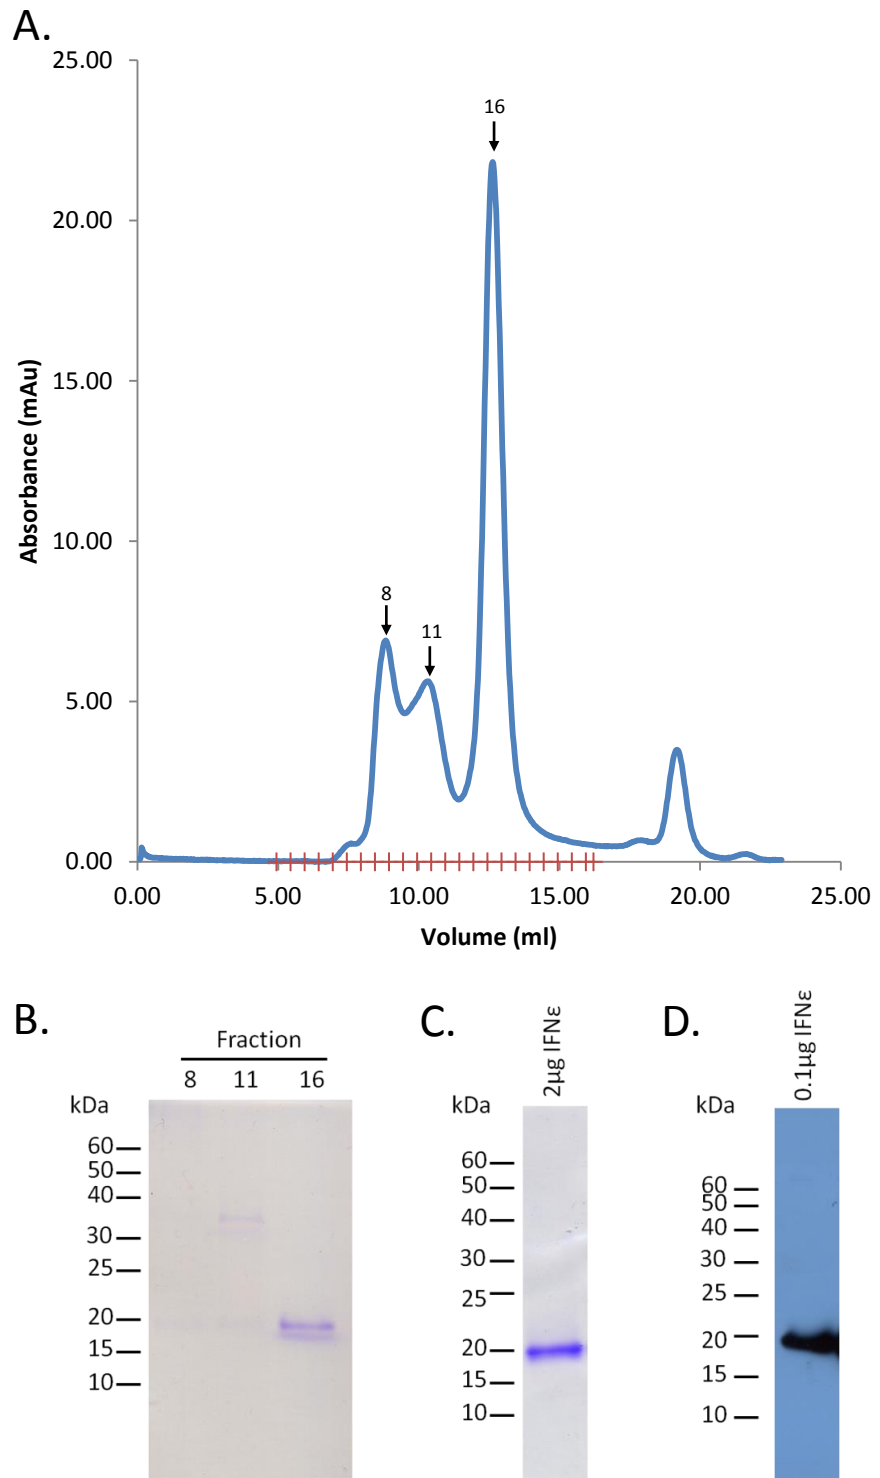 A.
25.00
20.00
15.00
10.00
5.00
0.00
Absorbance (mAu)
16
8
11
0.00 5.00 10.00 15.00 20.00 25.00
Volume (ml)
B.
Fraction
8 11 16
kDa
60
50
40
30
25
20
15
10
C.
2µg IFNε
kDa
60
50
40
30
25
20
15
10
D.
0.1µg IFNε
kDa
60
50
40
30
25
20
15
10